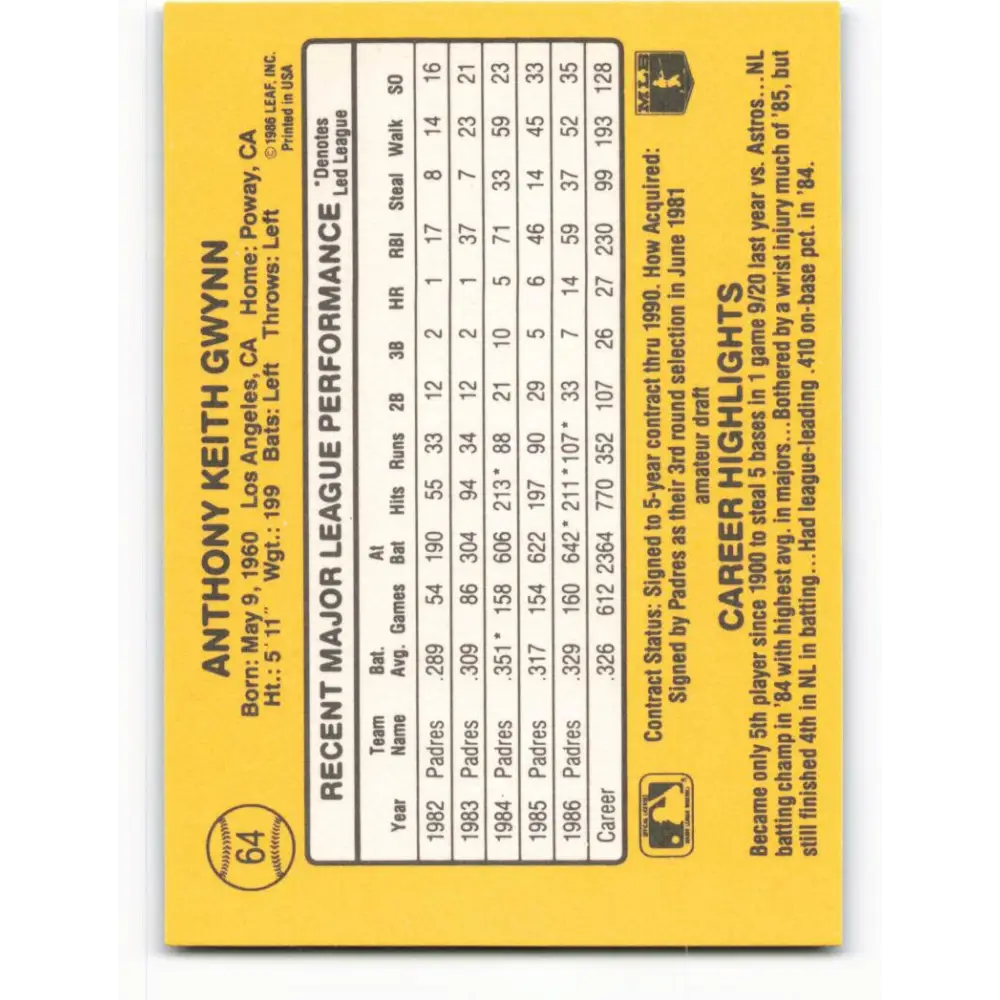 64
ANTHONY KEITH GWYNN
Born: May 9, 1960 Los Angeles, CA Home: Poway, CA
Ht.: 5' 11" Wgt.: 199 Bats: Left Throws: Left
© 1986 LEAF, INC.
Printed in USA
RECENT MAJOR LEAGUE PERFORMANCE
*Denotes
Led League
Year Team Name Bat. Avg. Games At Bat Hits Runs 2B 3B HR RBI Steal Walk SO
1982 Padres .289 54 190 55 33 12 2 1 17 8 14 16
1983 Padres .309 86 304 94 34 12 2 1 37 7 23 21
1984 Padres .351* 158 606 213* 88 21 10 5 71 33 59 23
1985 Padres .317 154 622 197 90 29 5 6 46 14 45 33
1986 Padres .329 160 642* 211* 107* 33 7 14 59 37 52 35
Career .326 612 2364 770 352 107 26 27 230 99 193 128
Contract Status: Signed to 5-year contract thru 1990. How Acquired:
Signed by Padres as their 3rd round selection in June 1981
amateur draft
MLB
CAREER HIGHLIGHTS
Became only 5th player since 1900 to steal 5 bases in 1 game 9/20 last year vs. Astros...NL
batting champ in '84 with highest avg. in majors...Bothered by a wrist injury much of '85, but
still finished 4th in NL in batting...Had league-leading .410 on-base pct. in '84.